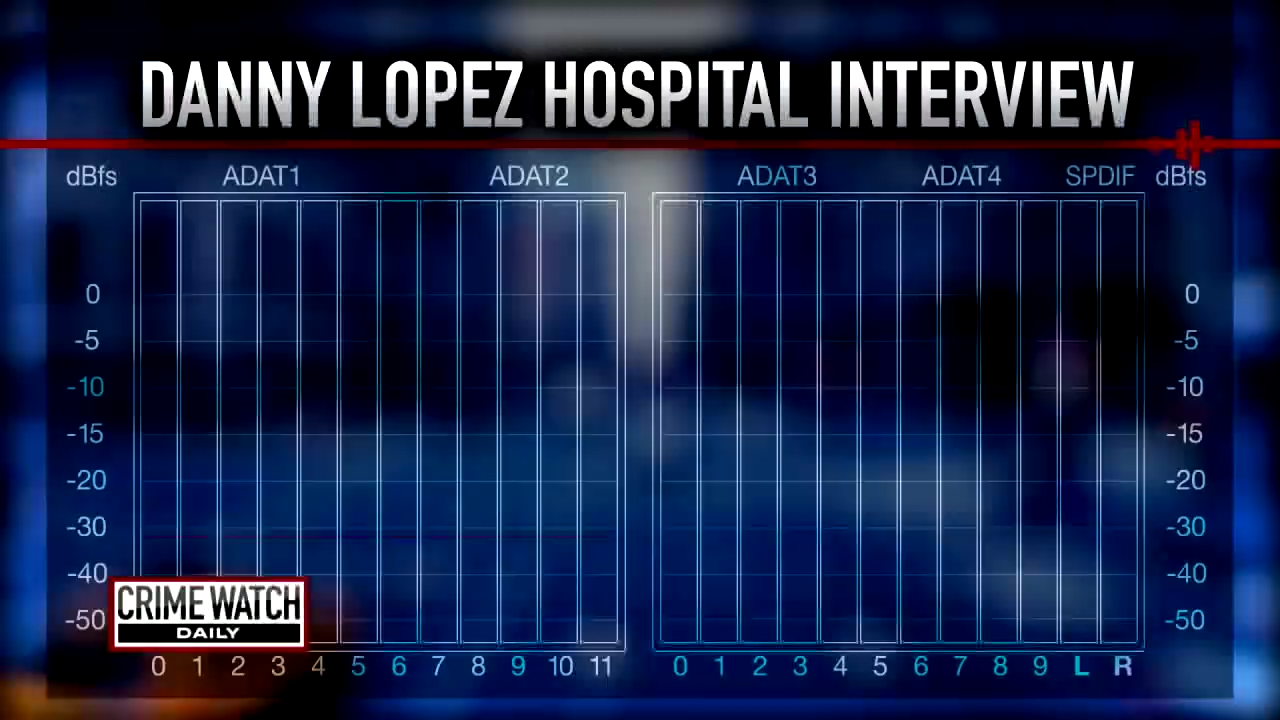 DANNY LOPEZ HOSPITAL INTERVIEW
dBfs ADAT1 ADAT2 ADAT3 ADAT4 SPDIF dBfs
0 0
-5 -5
-10 -10
-15 -15
-20 -20
-30 -30
-40 -40
CRIME WATCH
DAILY
-50 -50
0 1 2 3 4 5 6 7 8 9 10 11 0 1 2 3 4 5 6 7 8 9 L R